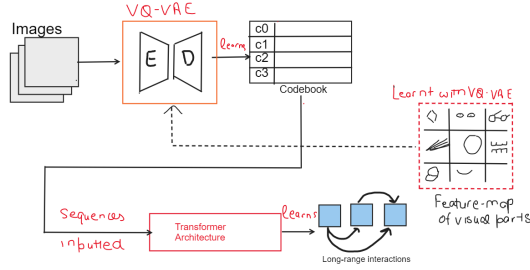 VQ-VAE
Images
E D
learns
c0
c1
c2
c3
Codebook
Learnt with VQ-VAE
Feature-map
of visual parts
Sequences
inputted
Transformer
Architecture
learns
Long-range interactions